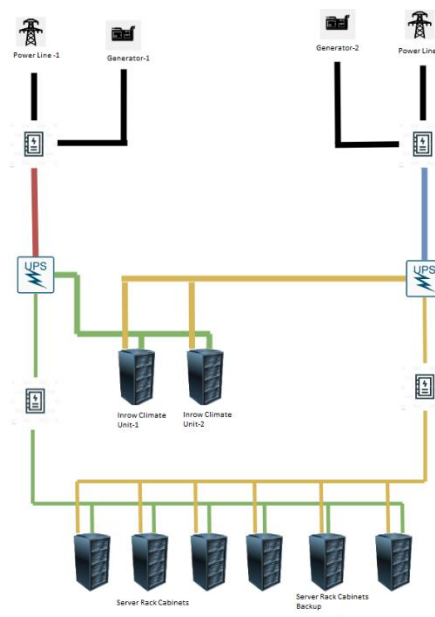 Power Line -1
Generator-1
Generator-2
Power Line
UPS
UPS
Inrow Climate
Unit-1
Inrow Climate
Unit-2
Server Rack Cabinets
Server Rack Cabinets
Backup